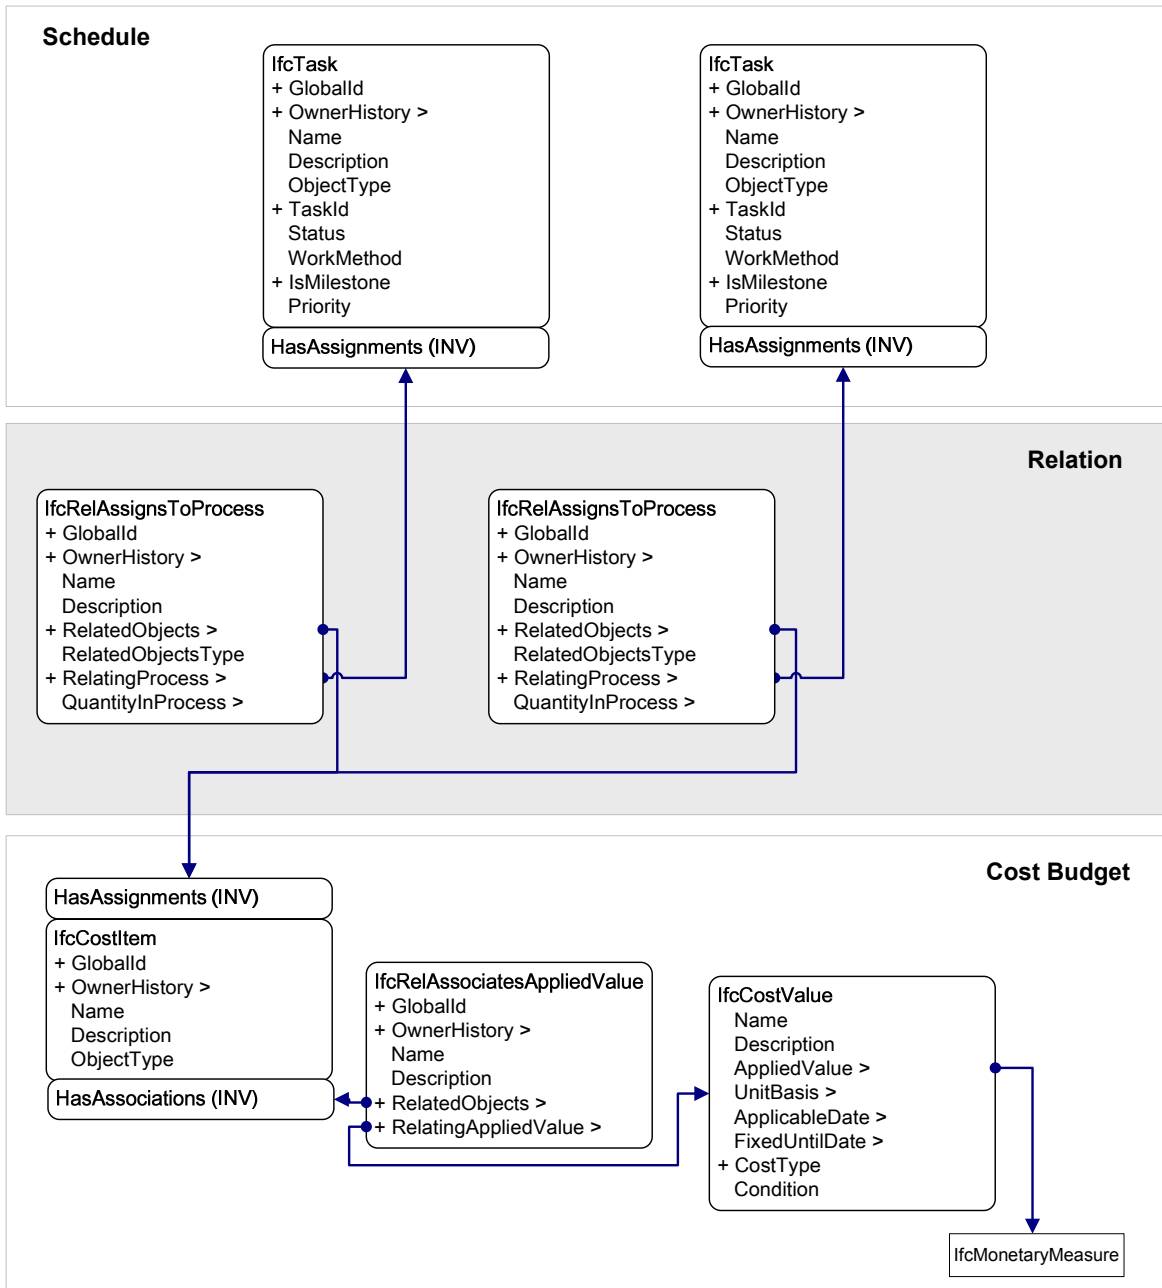 Schedule
IfcTask
+ GlobalId
+ OwnerHistory >
Name
Description
ObjectType
+ TaskId
Status
WorkMethod
+ IsMilestone
Priority
HasAssignments (INV)
IfcTask
+ GlobalId
+ OwnerHistory >
Name
Description
ObjectType
+ TaskId
Status
WorkMethod
+ IsMilestone
Priority
HasAssignments (INV)
Relation
IfcRelAssignsToProcess
+ GlobalId
+ OwnerHistory >
Name
Description
+ RelatedObjects >
RelatedObjectsType
+ RelatingProcess >
QuantityInProcess >
IfcRelAssignsToProcess
+ GlobalId
+ OwnerHistory >
Name
Description
+ RelatedObjects >
RelatedObjectsType
+ RelatingProcess >
QuantityInProcess >
Cost Budget
HasAssignments (INV)
IfcCostItem
+ GlobalId
+ OwnerHistory >
Name
Description
ObjectType
HasAssociations (INV)
IfcRelAssociatesAppliedValue
+ GlobalId
+ OwnerHistory >
Name
Description
+ RelatedObjects >
+ RelatingAppliedValue >
IfcCostValue
Name
Description
AppliedValue >
UnitBasis >
ApplicableDate >
FixedUntilDate >
+ CostType
Condition
IfcMonetaryMeasure